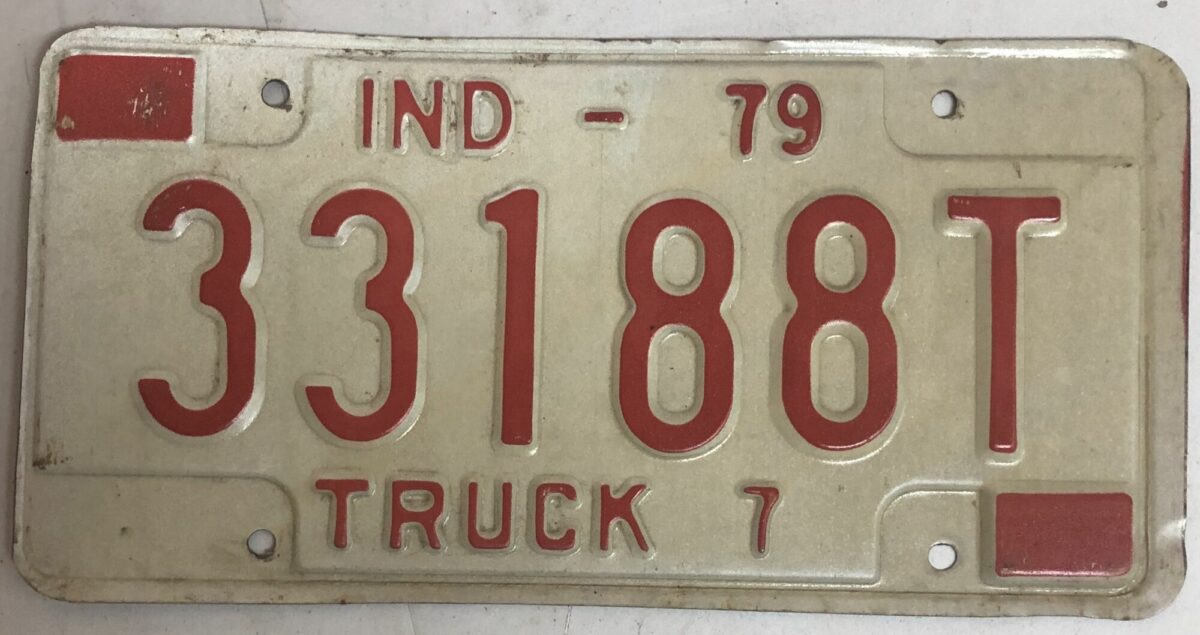 IND - 79
33188T
TRUCK 7